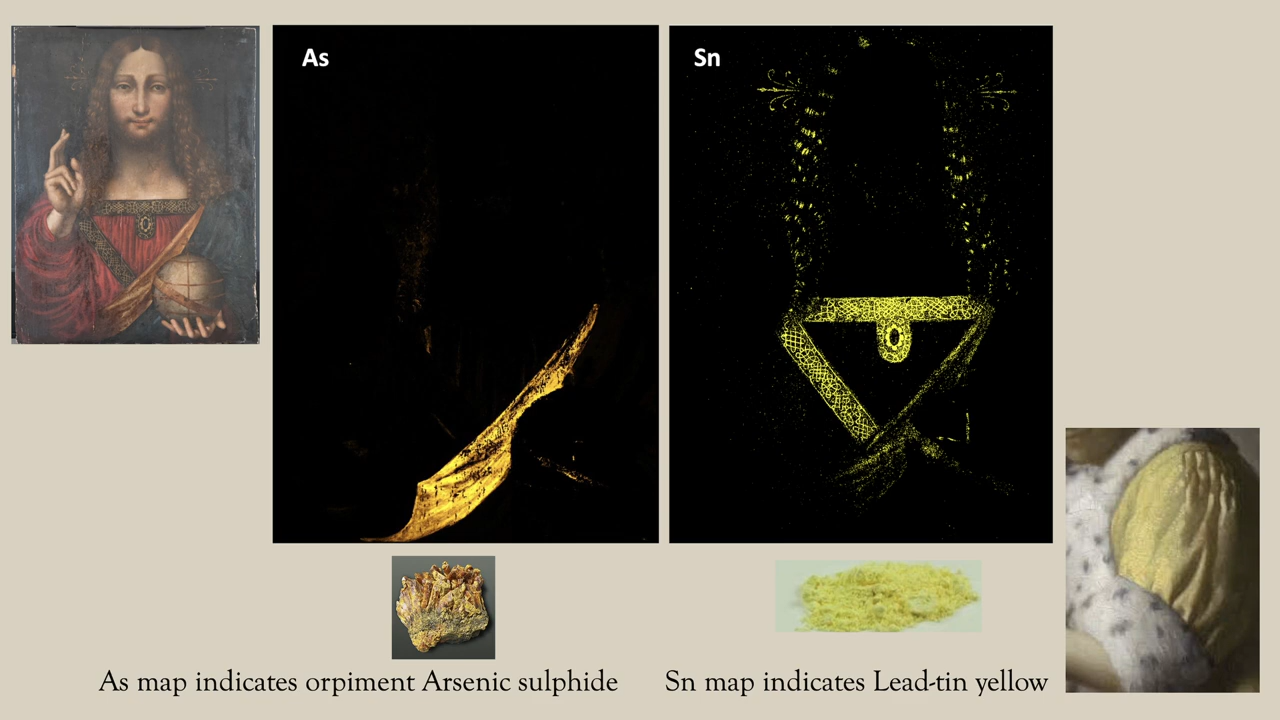 As
Sn
As map indicates orpiment Arsenic sulphide
Sn map indicates Lead-tin yellow